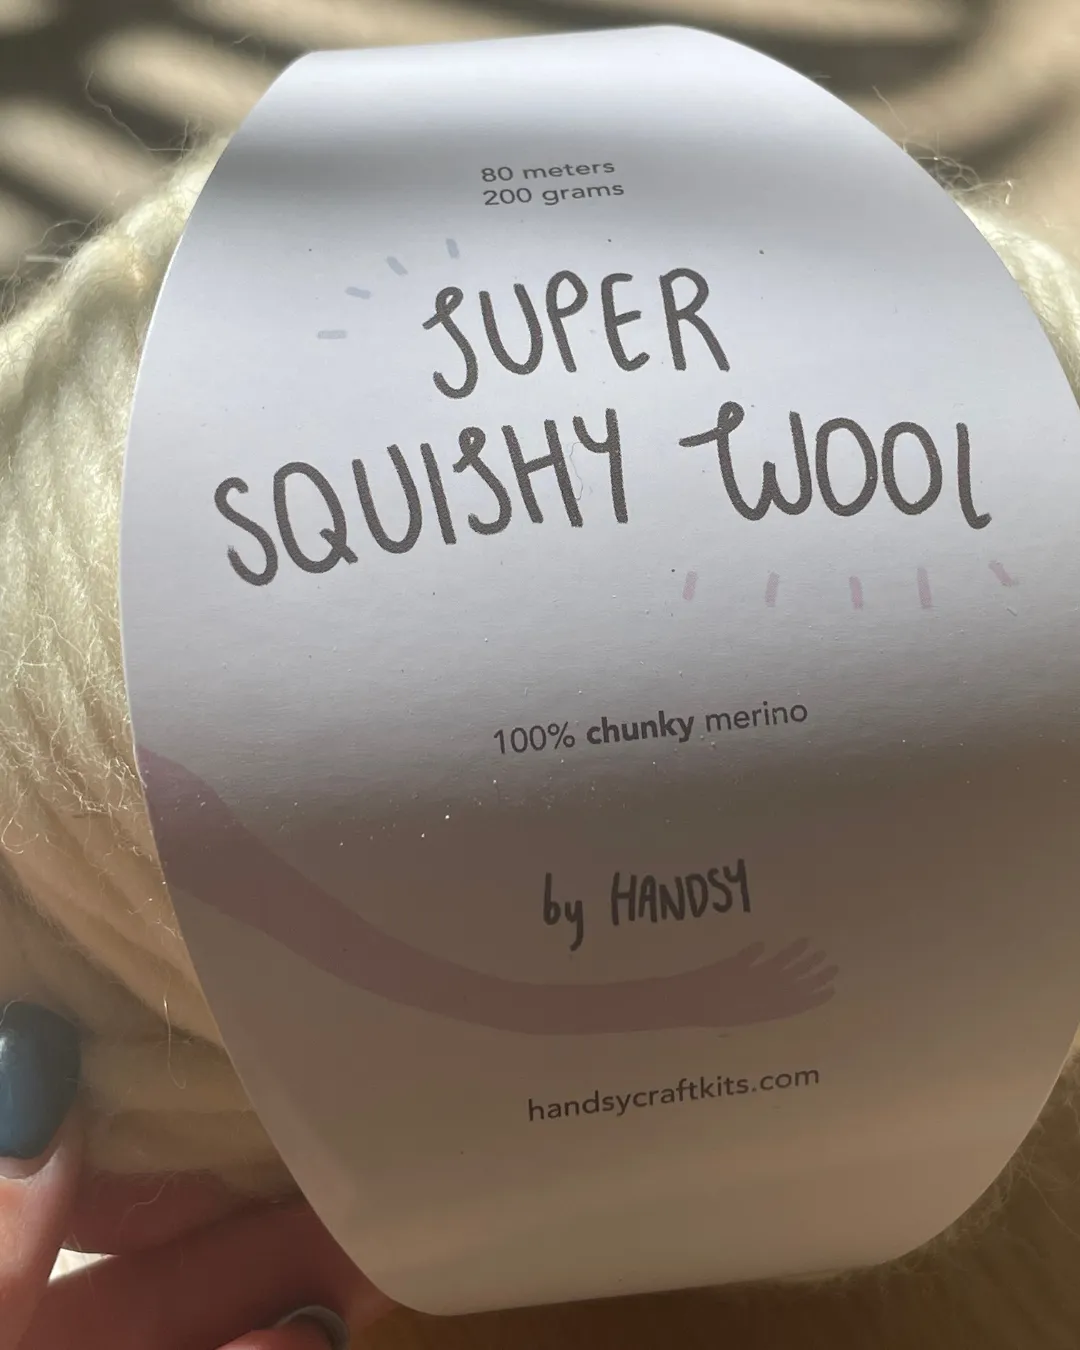 80 meters
200 grams
SUPER
SQUISHY WOOL
100% chunky merino
by HANDSY
handsycraftkits.com